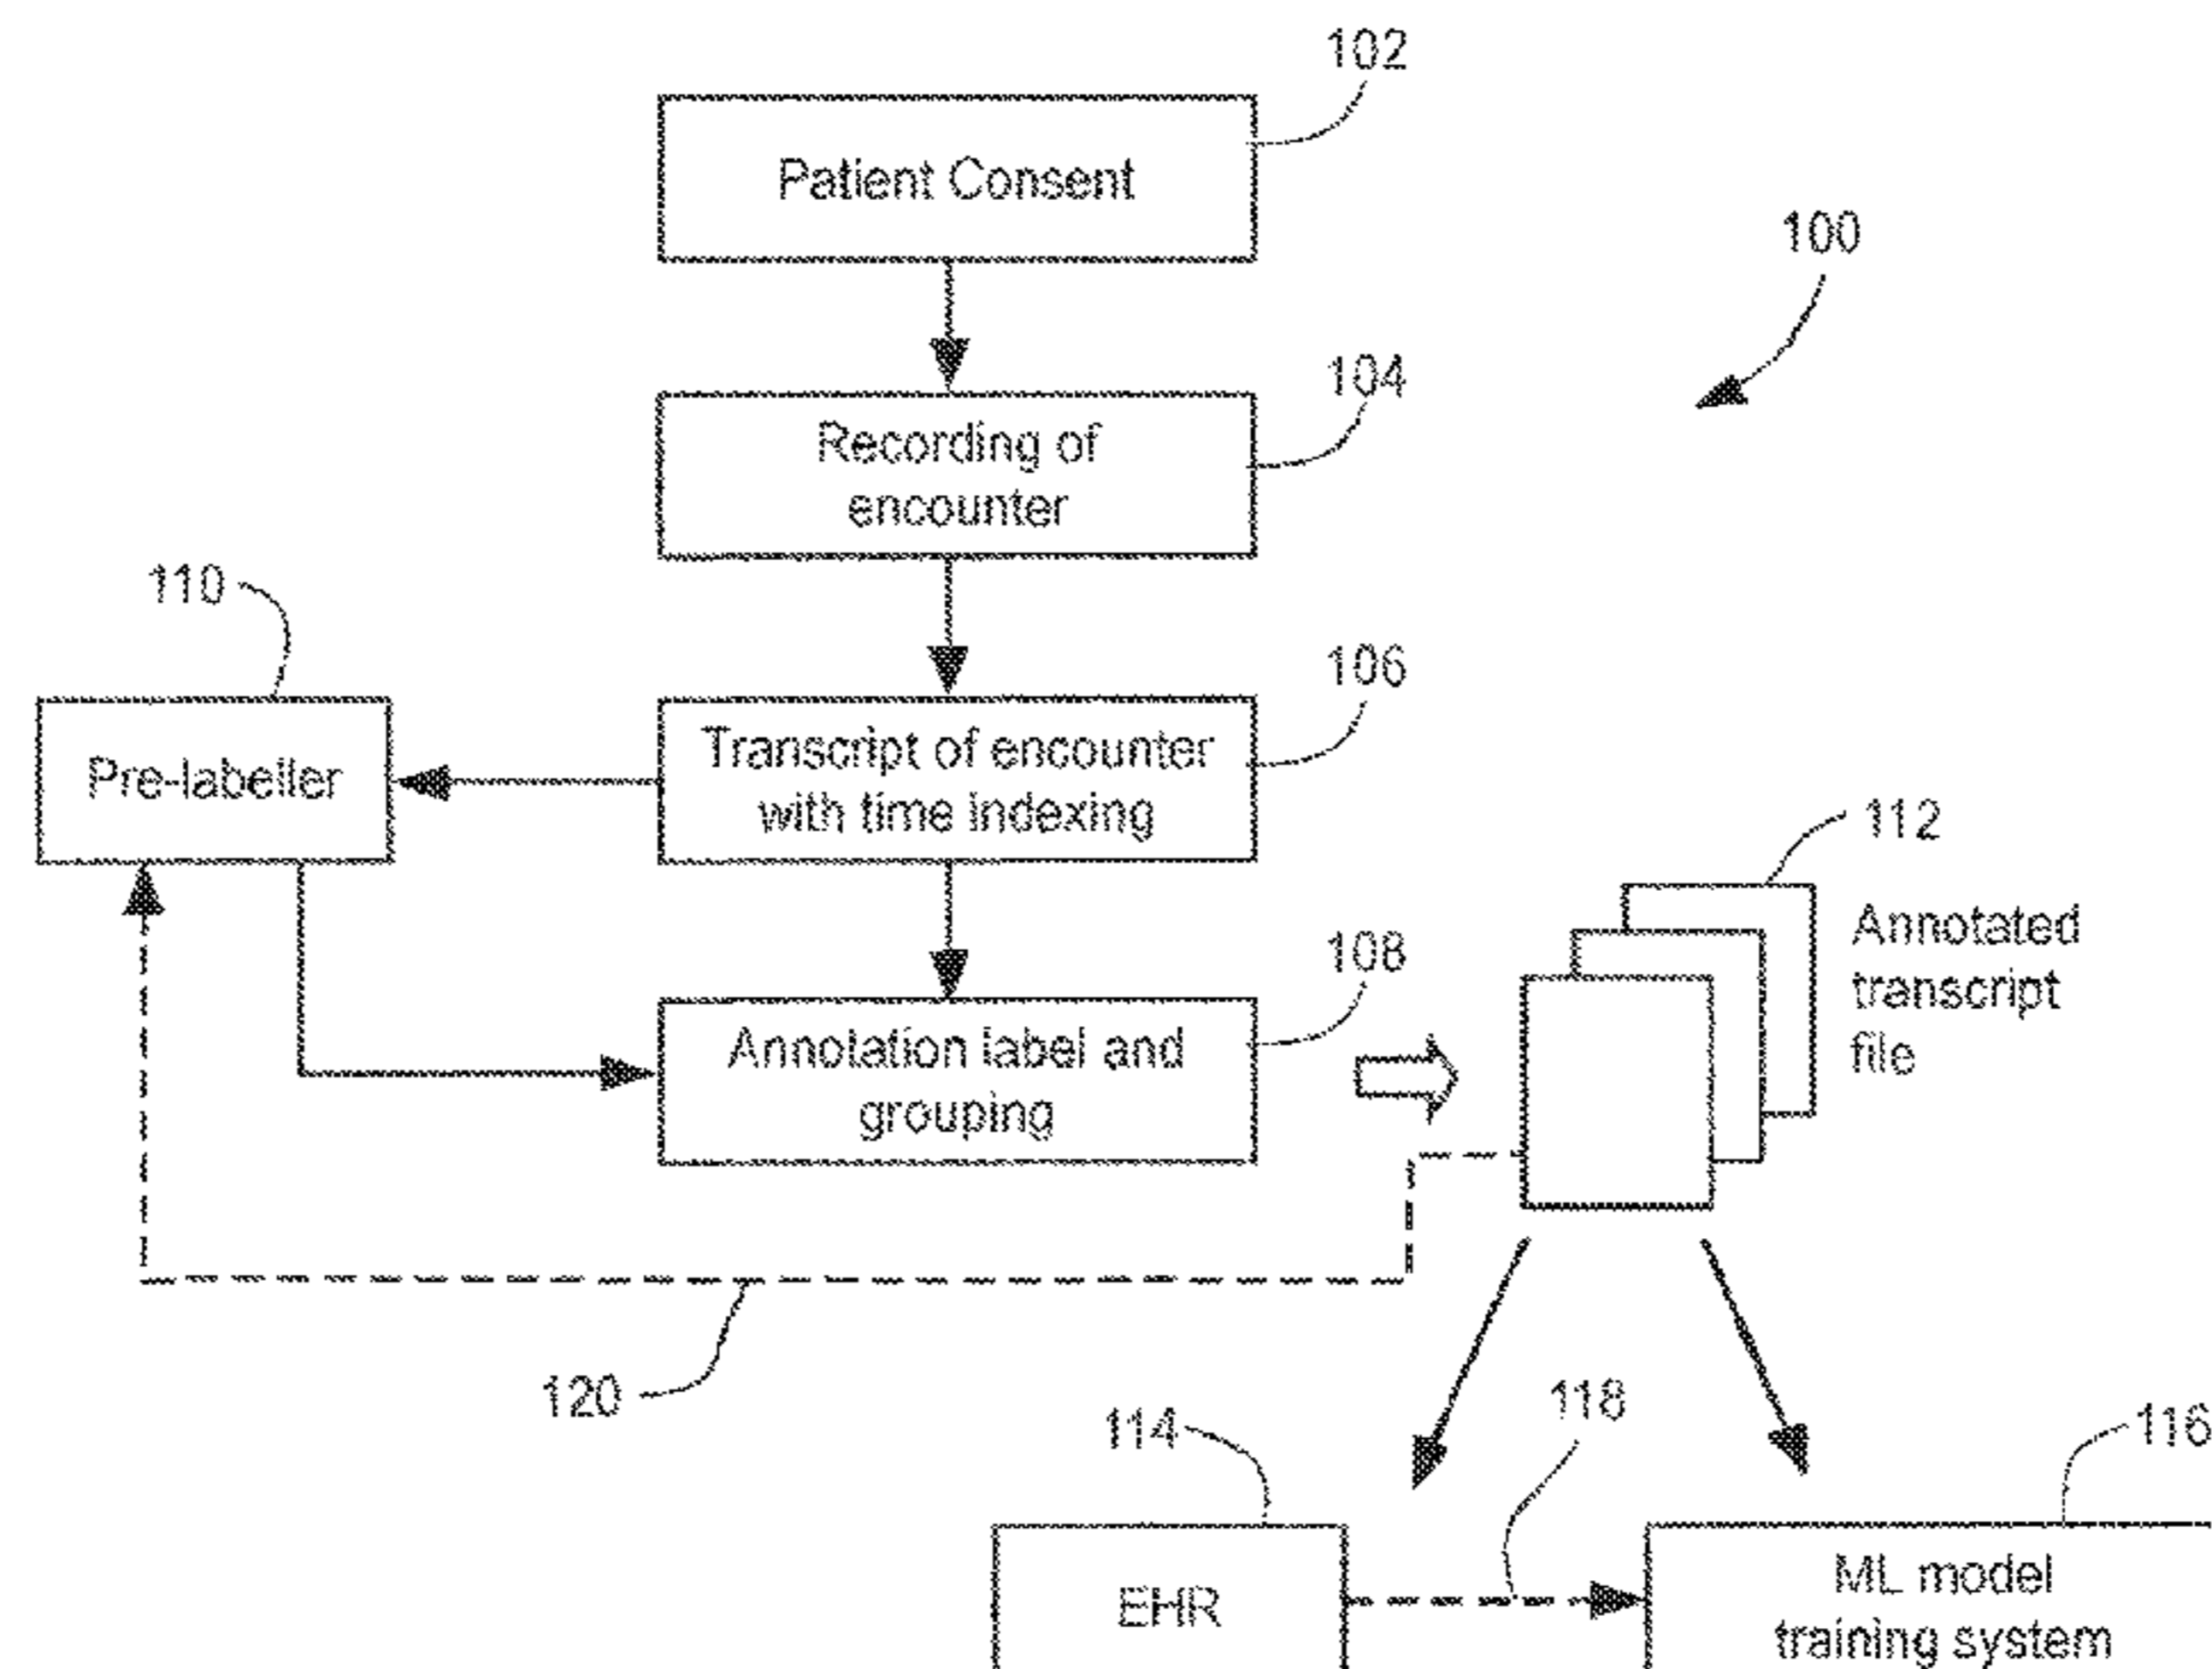 102
Patient Consent
100
104
Recording of
encounter
110
106
Pre-labeller
Transcript of encounter
with time indexing
112
Annotated
transcript
file
108
Annotation label and
grouping
120
118
114
116
EHR
ML model
training system